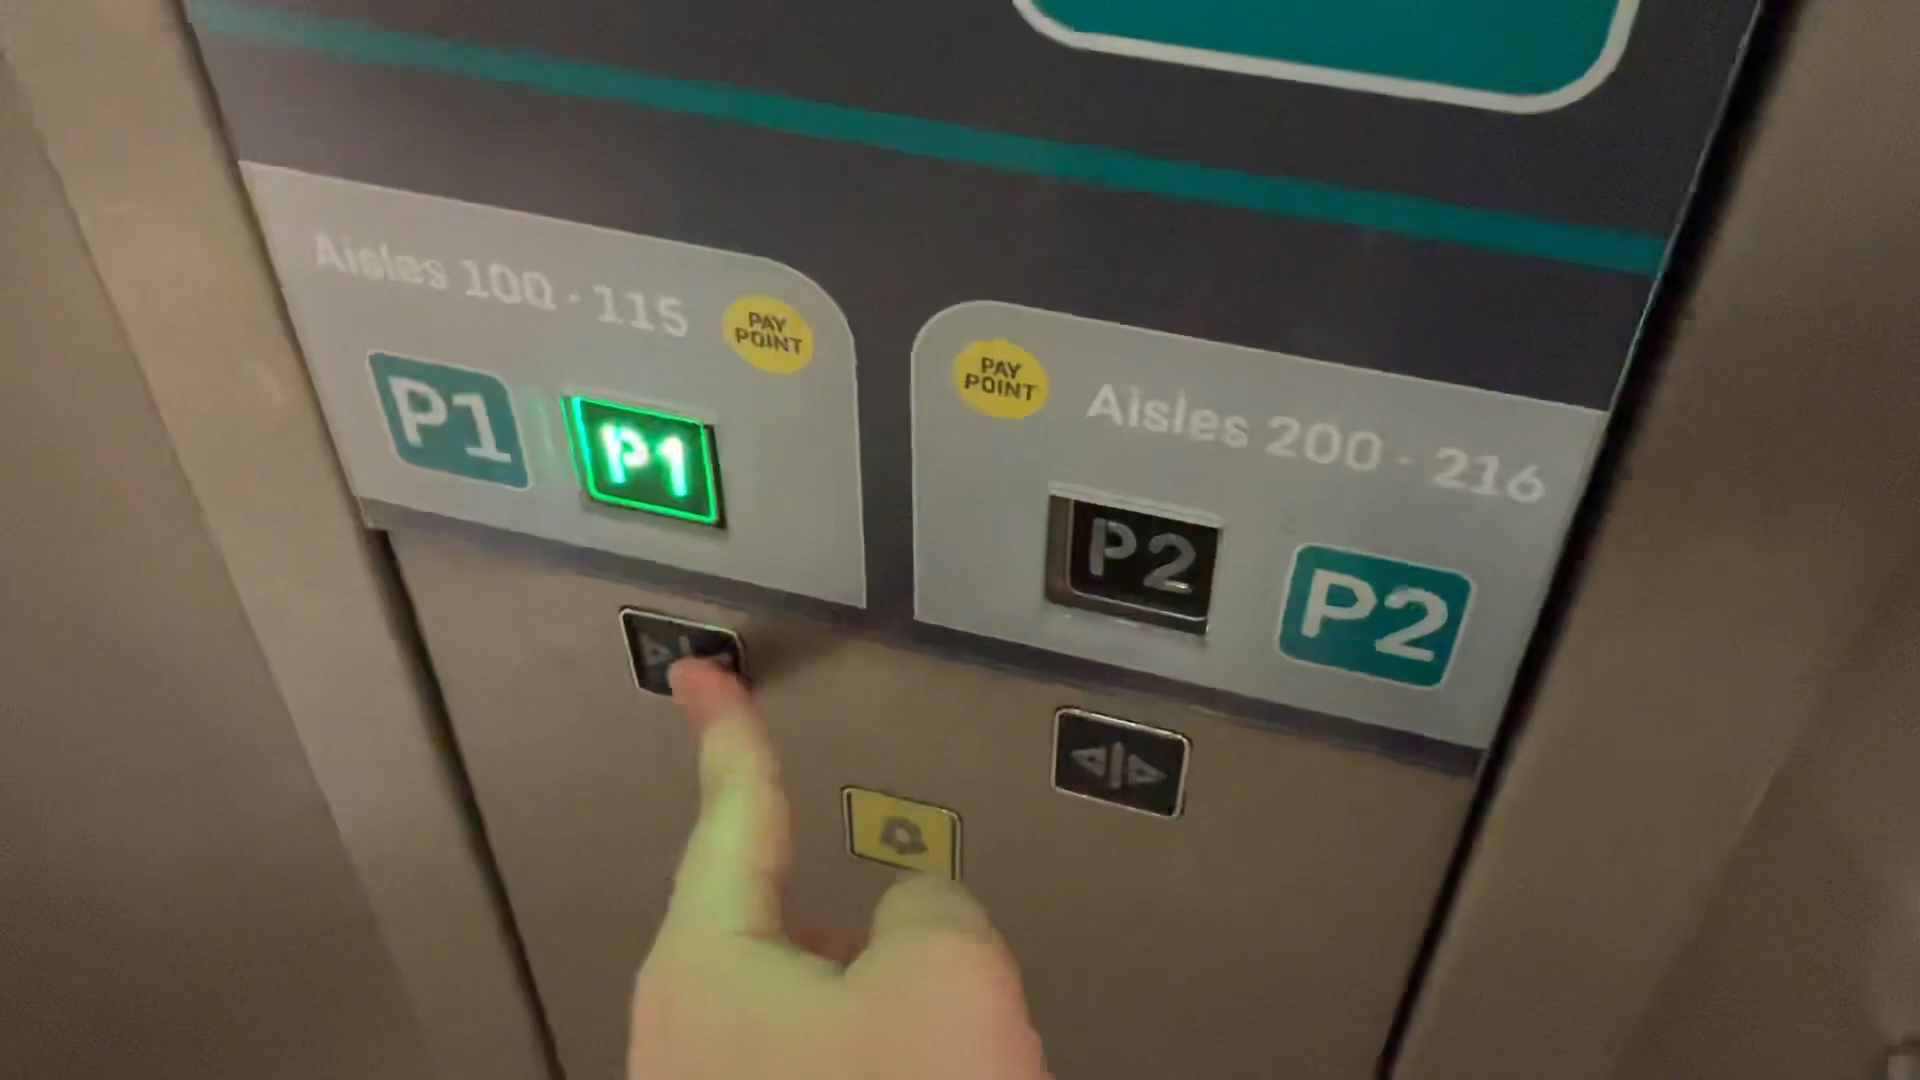 Aisles 100 - 115
PAY
POINT
P1
P1
PAY
POINT
Aisles 200 - 216
P2
P2